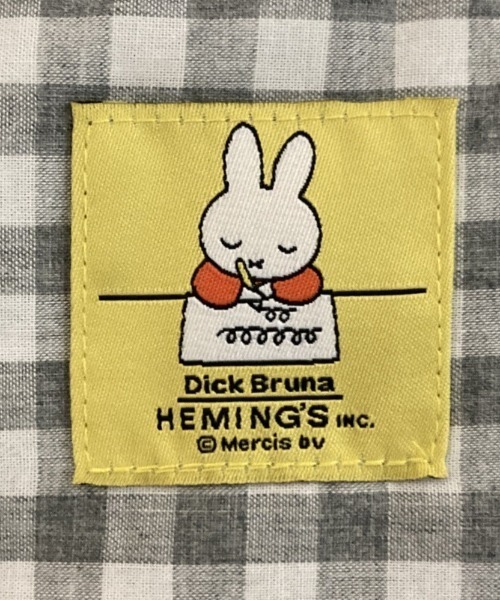 Dick Bruna
HEMING'S INC.
© Mercis bv